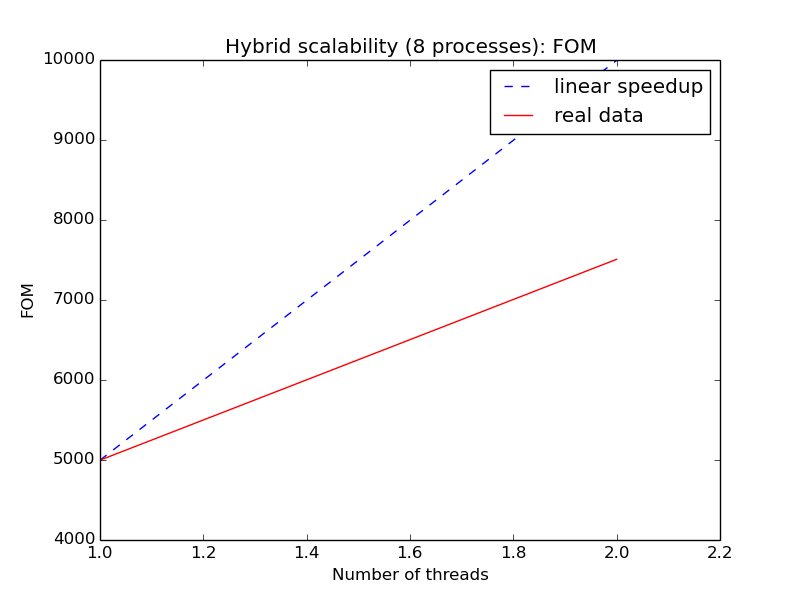 Hybrid scalability (8 processes): FOM
10000
9000
8000
7000
6000
5000
4000
FOM
linear speedup
real data
1.0 1.2 1.4 1.6 1.8 2.0 2.2
Number of threads